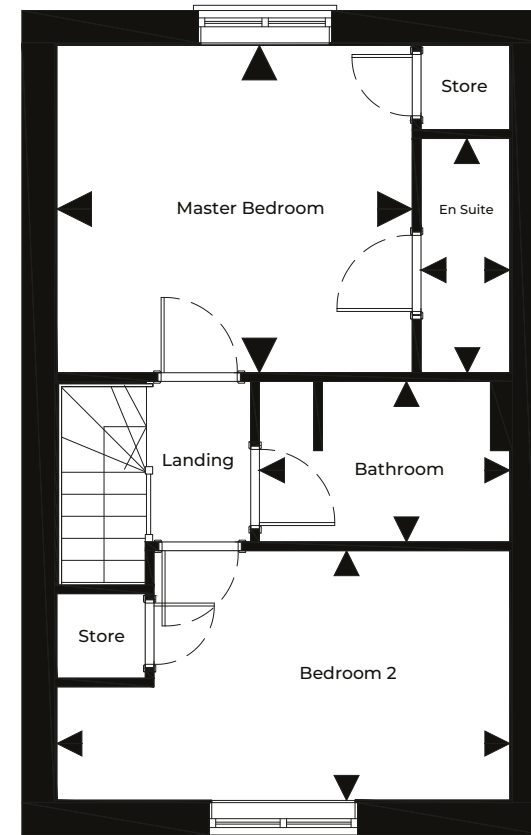 Store
Master Bedroom
En Suite
Landing
Bathroom
Store
Bedroom 2